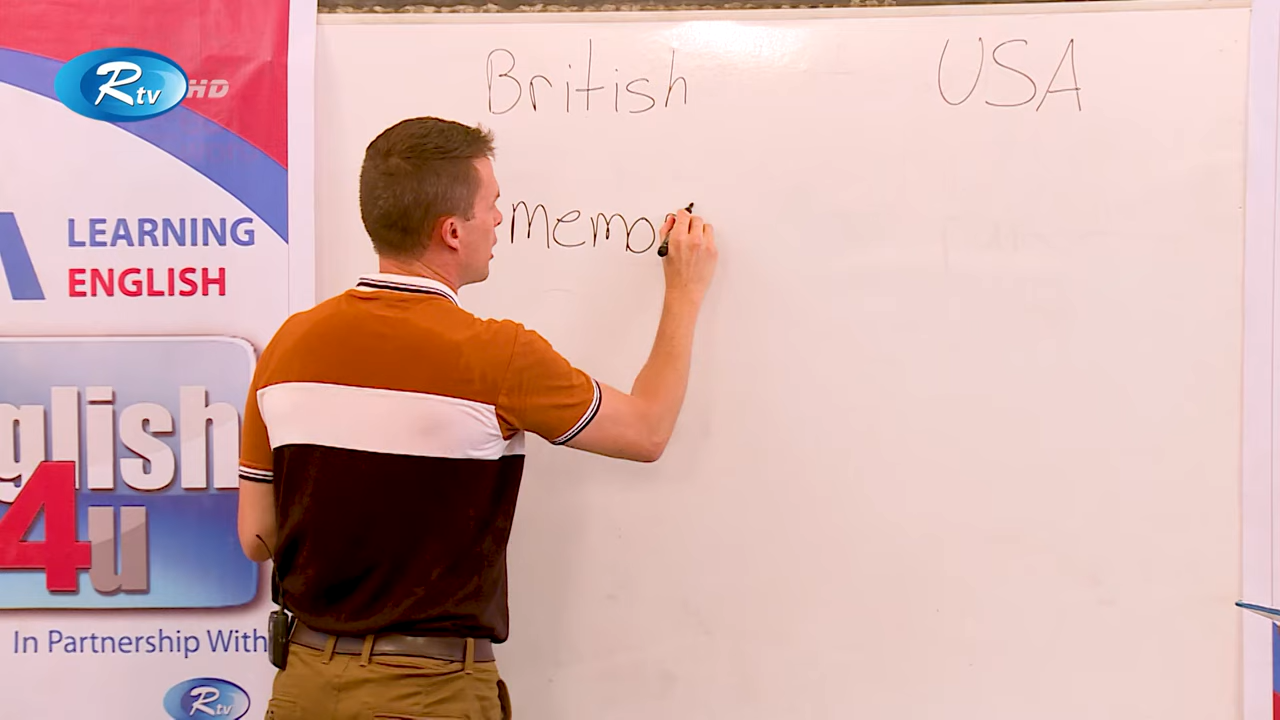 Rtv HD
British USA
memo
LEARNING
ENGLISH
glish
4u
In Partnership With
Rtv